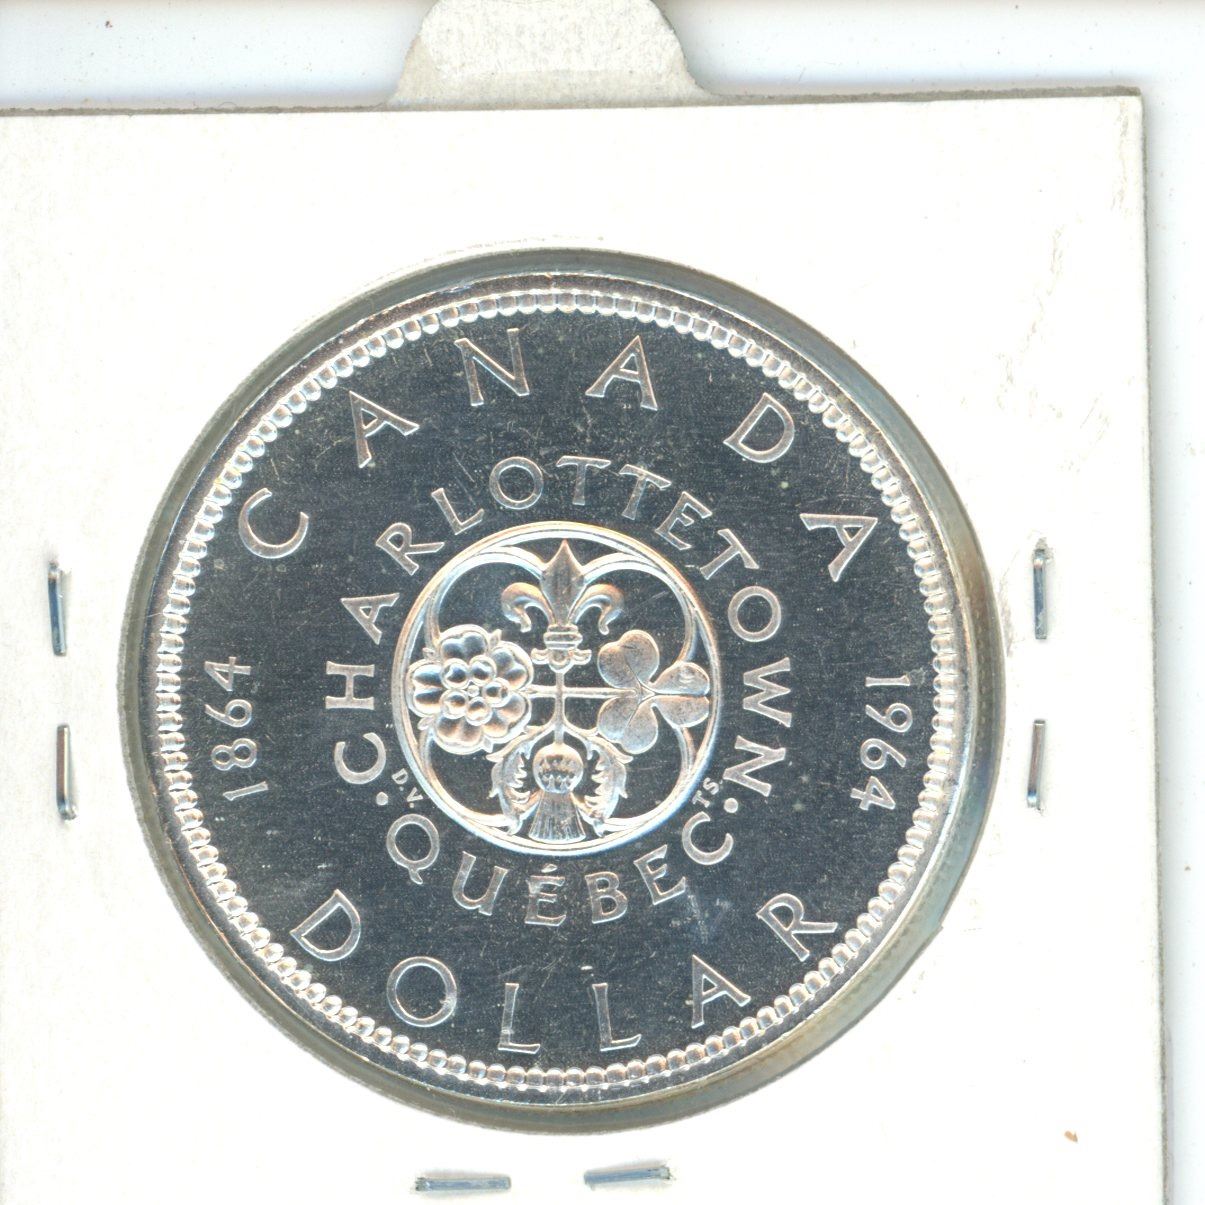 CANADA
CHARLOTTETOWN
1864
1964
D.V.
T.S.
• QUÉBEC •
DOLLAR